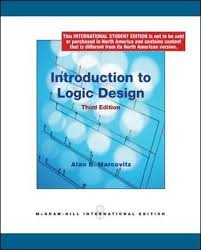 This INTERNATIONAL STUDENT EDITION is not to be sold
or purchased in North America and contains content
that is different from its North American version.
Introduction to
Logic Design
Third Edition
Alan B. Marcovitz
McGRAW-HILL INTERNATIONAL EDITION